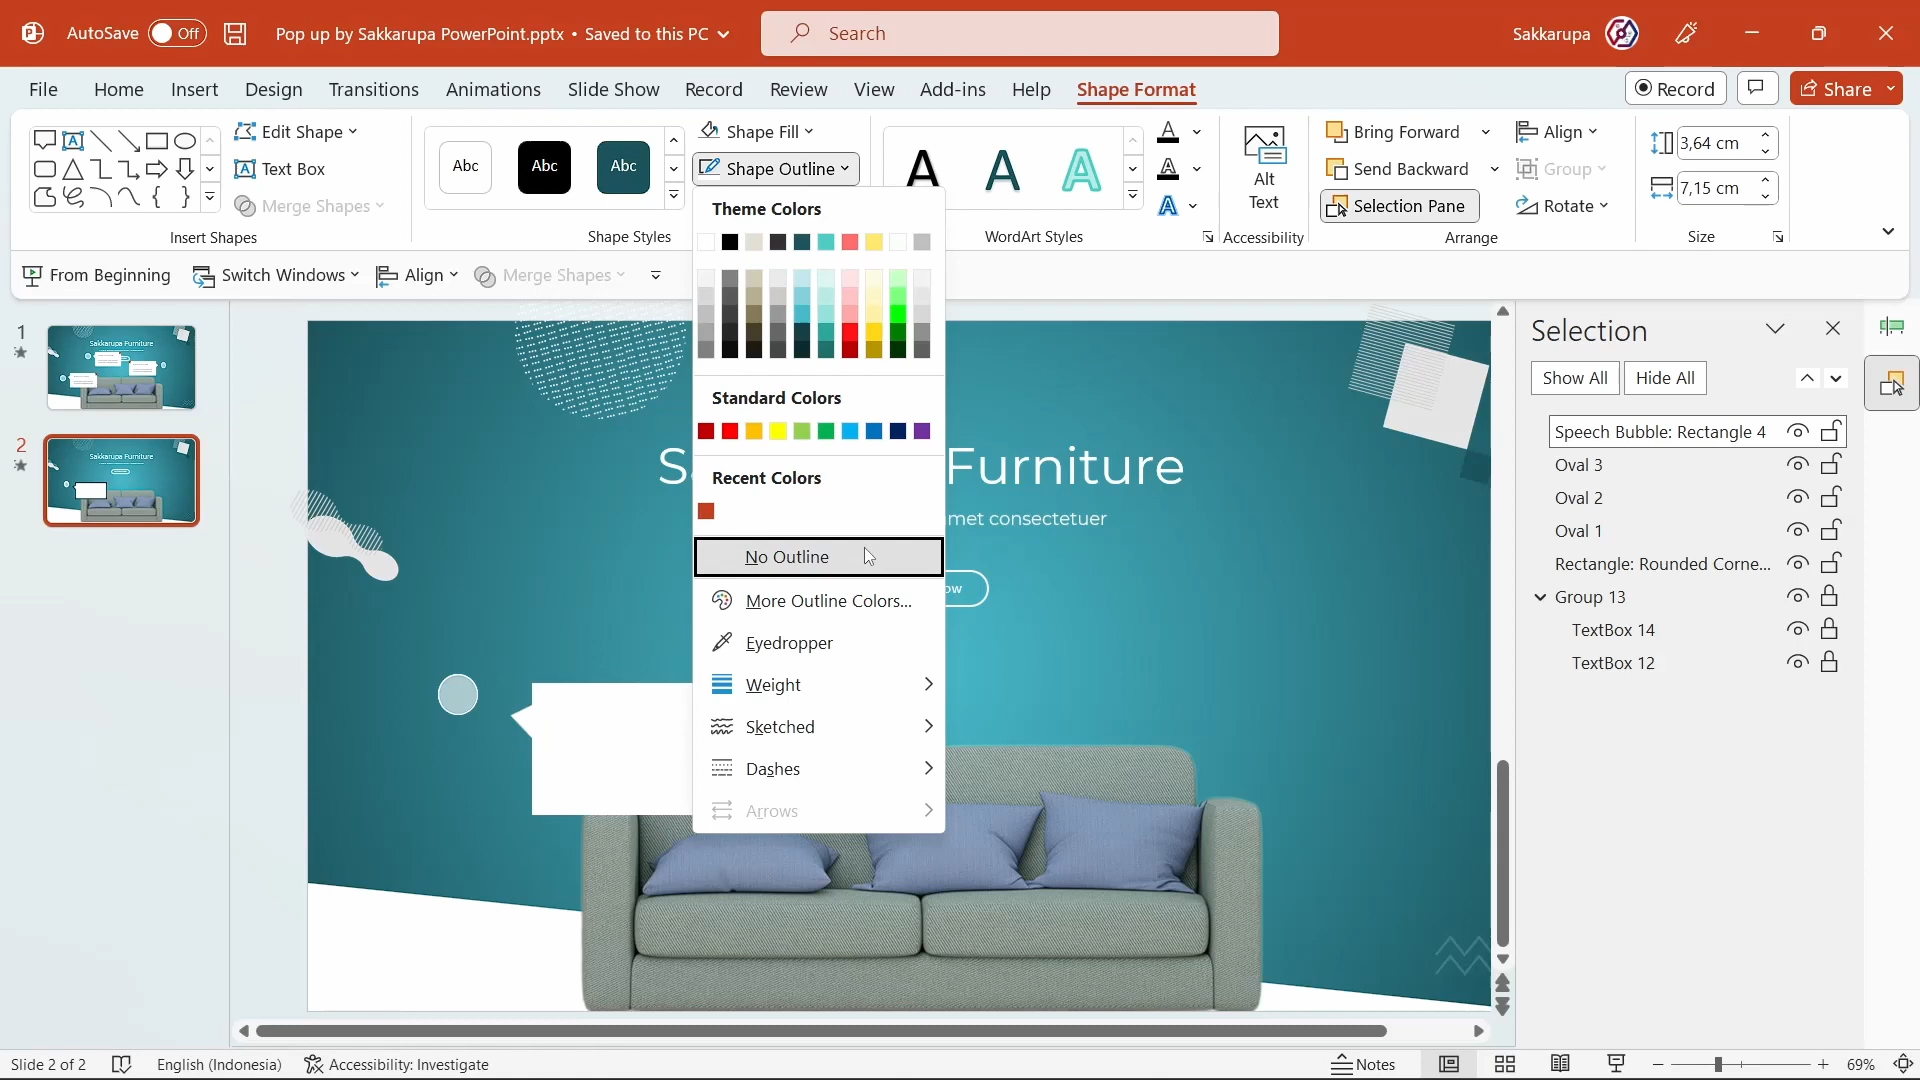 AutoSave Off Pop up by Sakkarupa PowerPoint.pptx • Saved to this PC Search Sakkarupa
File Home Insert Design Transitions Animations Slide Show Record Review View Add-ins Help Shape Format Record Share
Edit Shape
Text Box
Merge Shapes
Insert Shapes
Abc Abc Abc
Shape Styles
Shape Fill
Shape Outline
A A A
WordArt Styles
Alt
Text
Accessibility
Bring Forward
Send Backward
Selection Pane
Align
Group
Rotate
Arrange
3,64 cm
7,15 cm
Size
From Beginning Switch Windows Align Merge Shapes
Theme Colors
Standard Colors
Recent Colors
No Outline
More Outline Colors...
Eyedropper
Weight
Sketched
Dashes
Arrows
1
Sakkarupa Furniture
2
Sakkarupa Furniture
Furniture
met consectetuer
Selection
Show All Hide All
Speech Bubble: Rectangle 4
Oval 3
Oval 2
Oval 1
Rectangle: Rounded Corne...
Group 13
TextBox 14
TextBox 12
Slide 2 of 2 English (Indonesia) Accessibility: Investigate Notes 69%